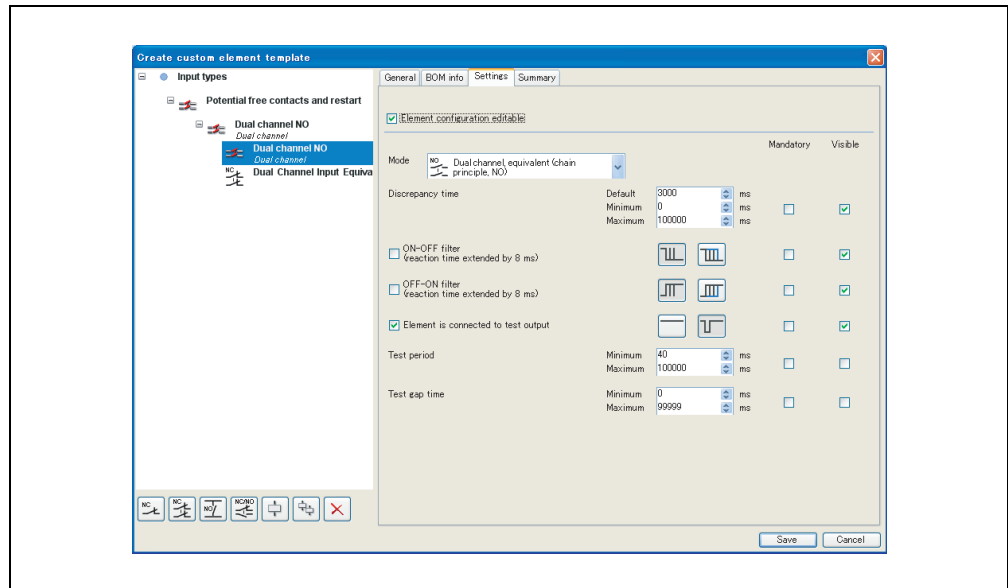 Create custom element template
Input types
Potential free contacts and restart
Dual channel NO
Dual channel
Dual channel NO
Dual channel
NC
Dual Channel Input Equiva
NC
NC
NO
NC/NO
General
BOM info
Settings
Summary
Element configuration editable
Mandatory
Visible
Mode
NO
Dual channel, equivalent (chain
principle, NO)
Discrepancy time
Default
3000
ms
Minimum
0
ms
Maximum
100000
ms
ON-OFF filter
(reaction time extended by 8 ms)
OFF-ON filter
(reaction time extended by 8 ms)
Element is connected to test output
Test period
Minimum
40
ms
Maximum
100000
ms
Test gap time
Minimum
0
ms
Maximum
99999
ms
Save
Cancel